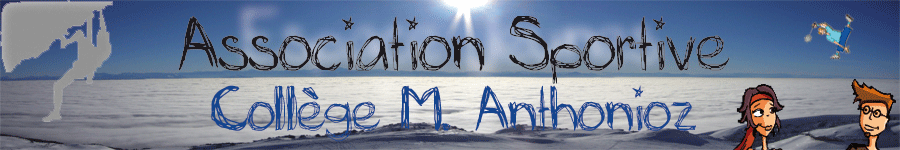 Association Sportive
Collège M. Anthonioz